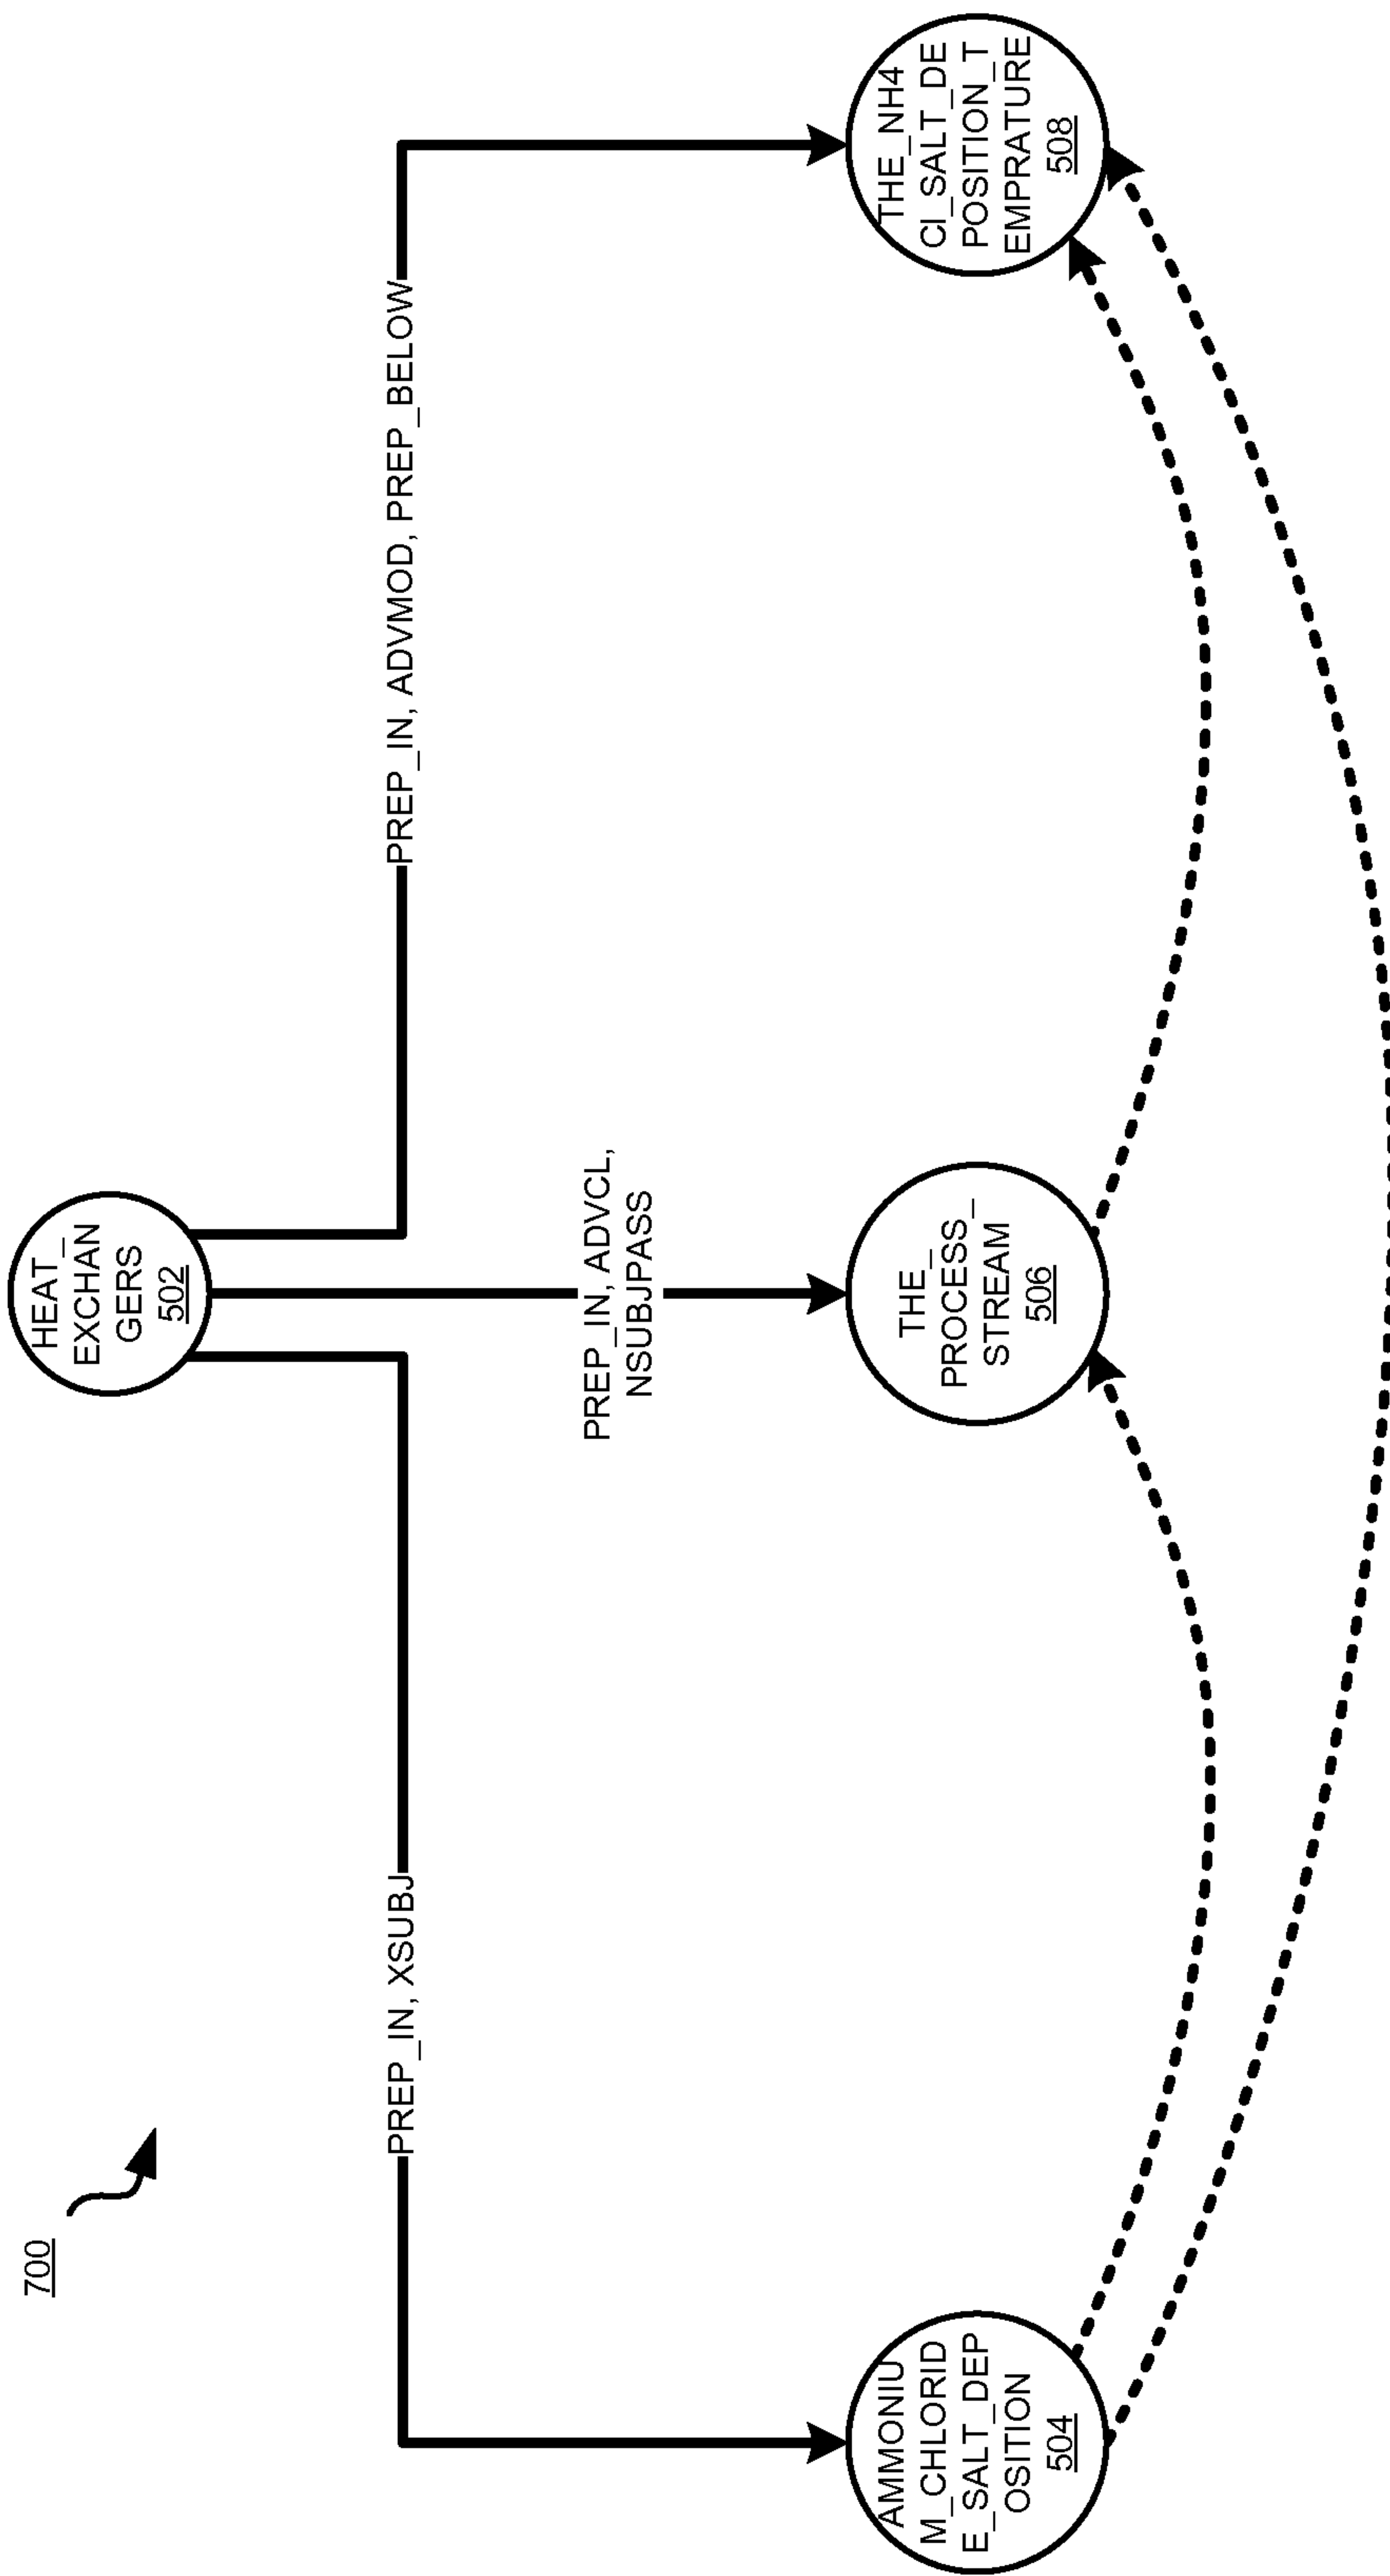 700
HEAT_
EXCHAN
GERS
502
PREP_IN, XSUBJ
PREP_IN, ADVMOD, PREP_BELOW
PREP_IN, ADVCL,
NSUBJPASS
AMMONIU
M_CHLORID
E_SALT_DEP
OSITION
504
THE_
PROCESS_
STREAM
506
THE_NH4
Cl_SALT_DE
POSITION_T
EMPRATURE
508